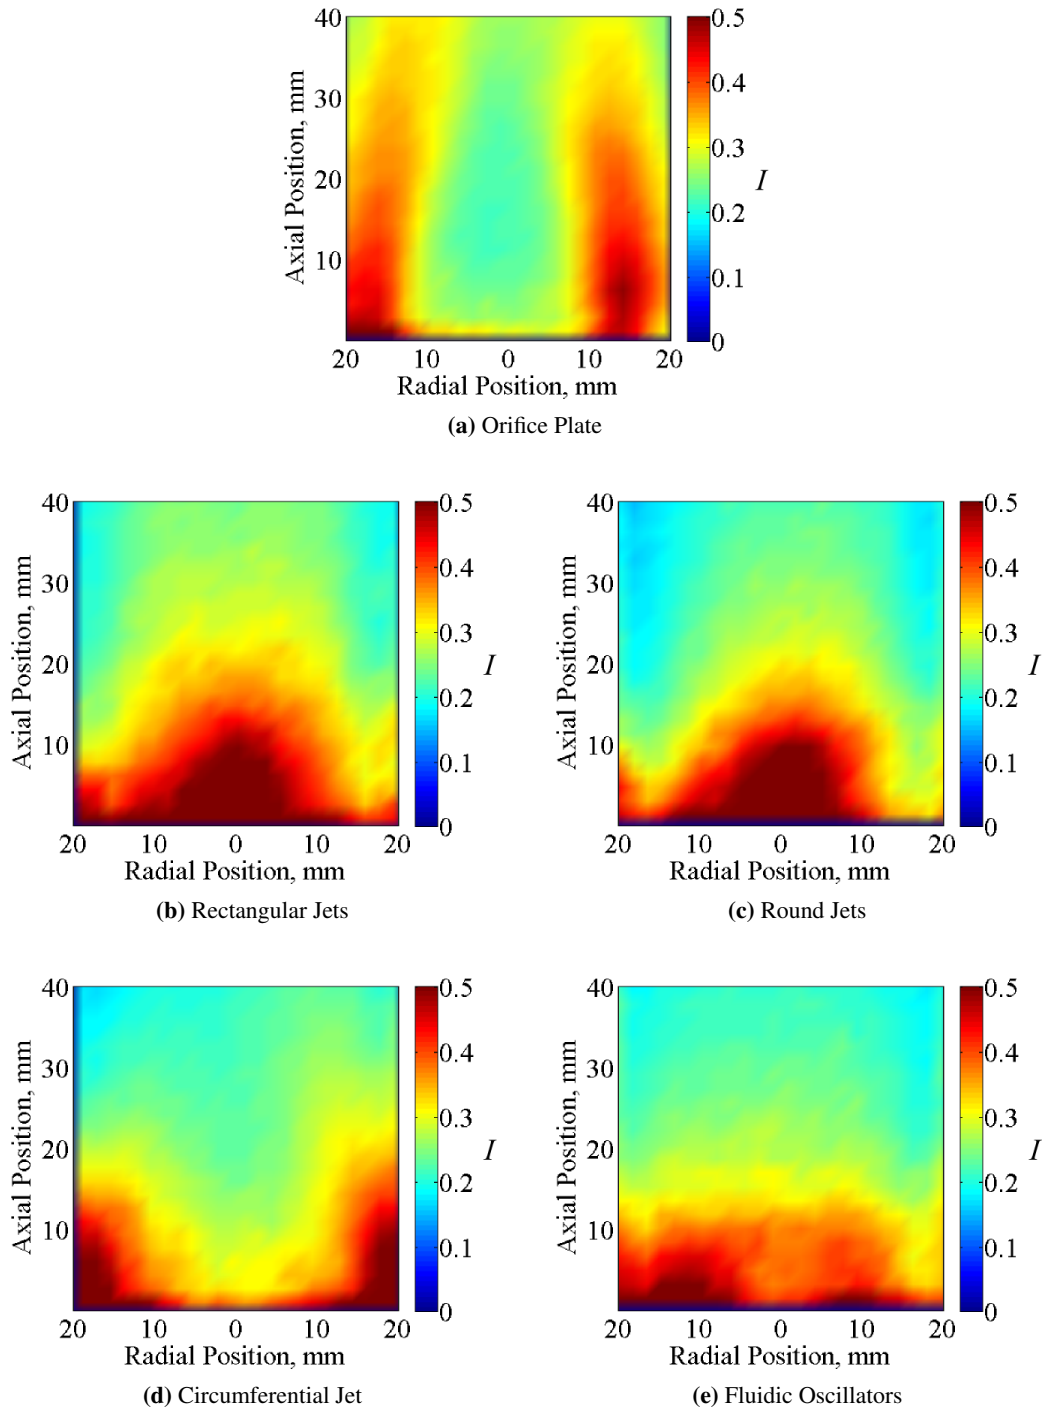 40
30
20
10
Axial Position, mm
20 10 0 10 20
Radial Position, mm
0.5
0.4
0.3
0.2
0.1
0
I
(a) Orifice Plate
40
30
20
10
Axial Position, mm
20 10 0 10 20
Radial Position, mm
0.5
0.4
0.3
0.2
0.1
0
I
(b) Rectangular Jets
40
30
20
10
Axial Position, mm
20 10 0 10 20
Radial Position, mm
0.5
0.4
0.3
0.2
0.1
0
I
(c) Round Jets
40
30
20
10
Axial Position, mm
20 10 0 10 20
Radial Position, mm
0.5
0.4
0.3
0.2
0.1
0
I
(d) Circumferential Jet
40
30
20
10
Axial Position, mm
20 10 0 10 20
Radial Position, mm
0.5
0.4
0.3
0.2
0.1
0
I
(e) Fluidic Oscillators